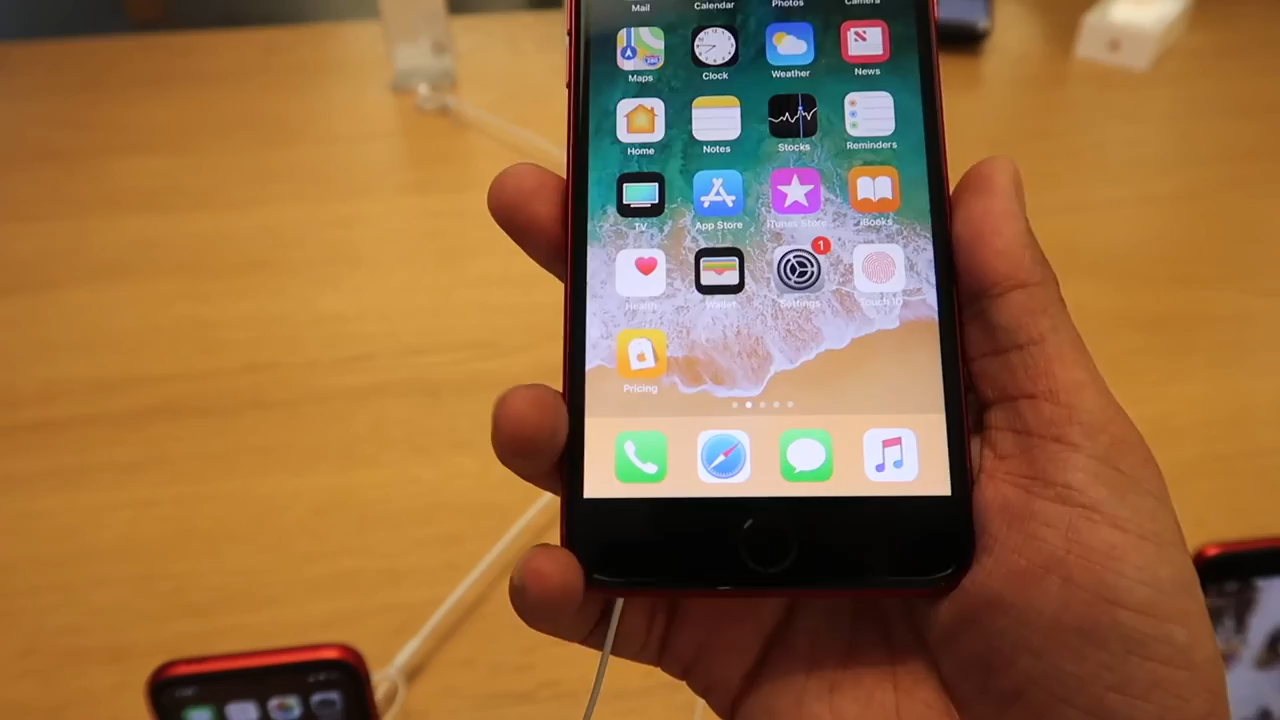 Mail Calendar Photos Camera
Maps Clock Weather News
Home Notes Stocks Reminders
TV App Store iTunes Store iBooks
1
Health Wallet Settings Touch ID
Pricing